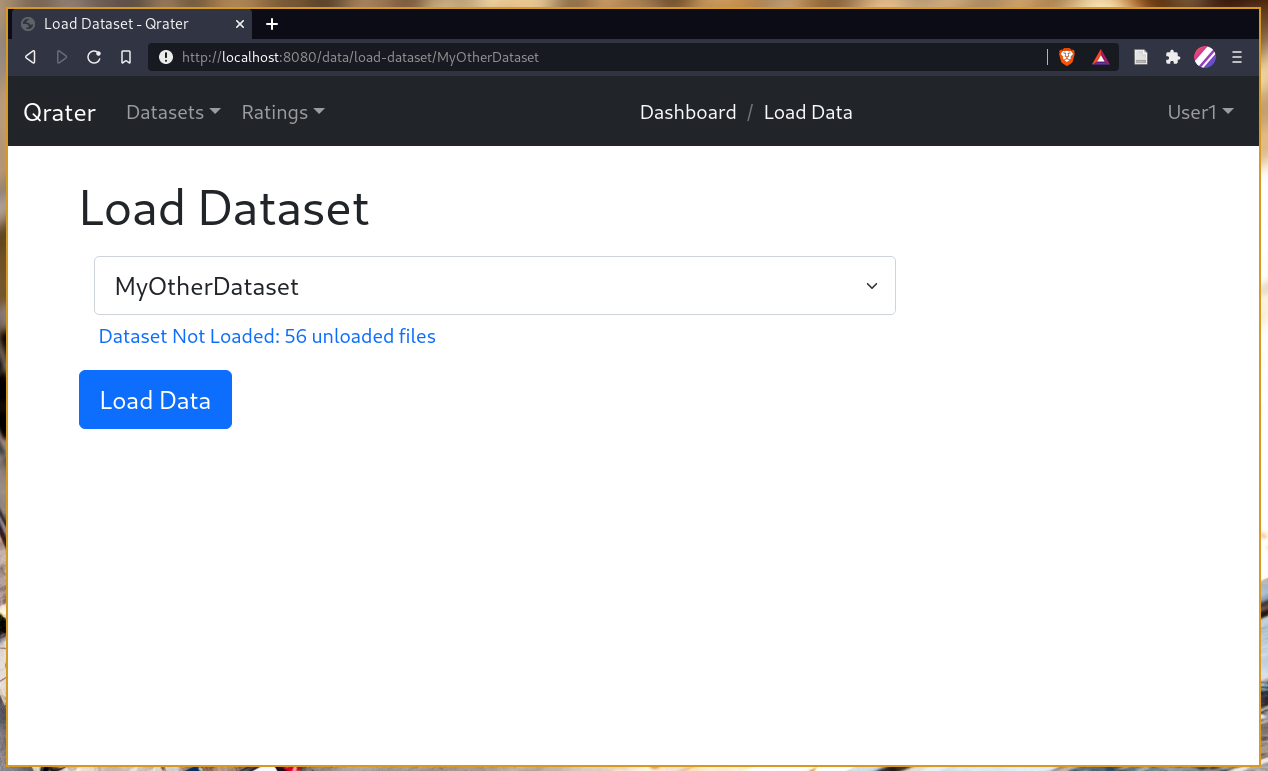 Load Dataset - Qrater
http://localhost:8080/data/load-dataset/MyOtherDataset
Qrater Datasets Ratings Dashboard / Load Data User1
Load Dataset
MyOtherDataset
Dataset Not Loaded: 56 unloaded files
Load Data